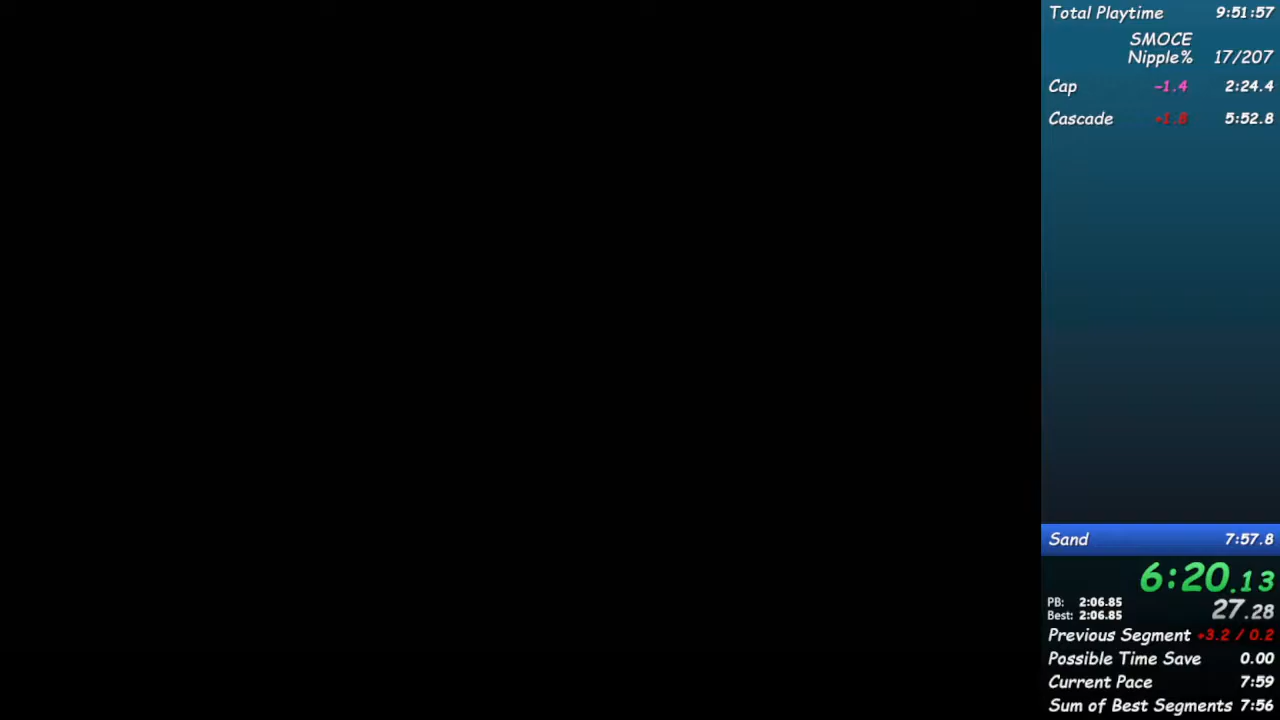 Total Playtime 9:51:57
SMOCE
Nipple% 17/207
Cap -1.4 2:24.4
Cascade +1.8 5:52.8
Sand 7:57.8
6:20.13
PB: 2:06.85
27.28
Best: 2:06.85
Previous Segment +3.2 / 0.2
Possible Time Save 0.00
Current Pace 7:59
Sum of Best Segments 7:56